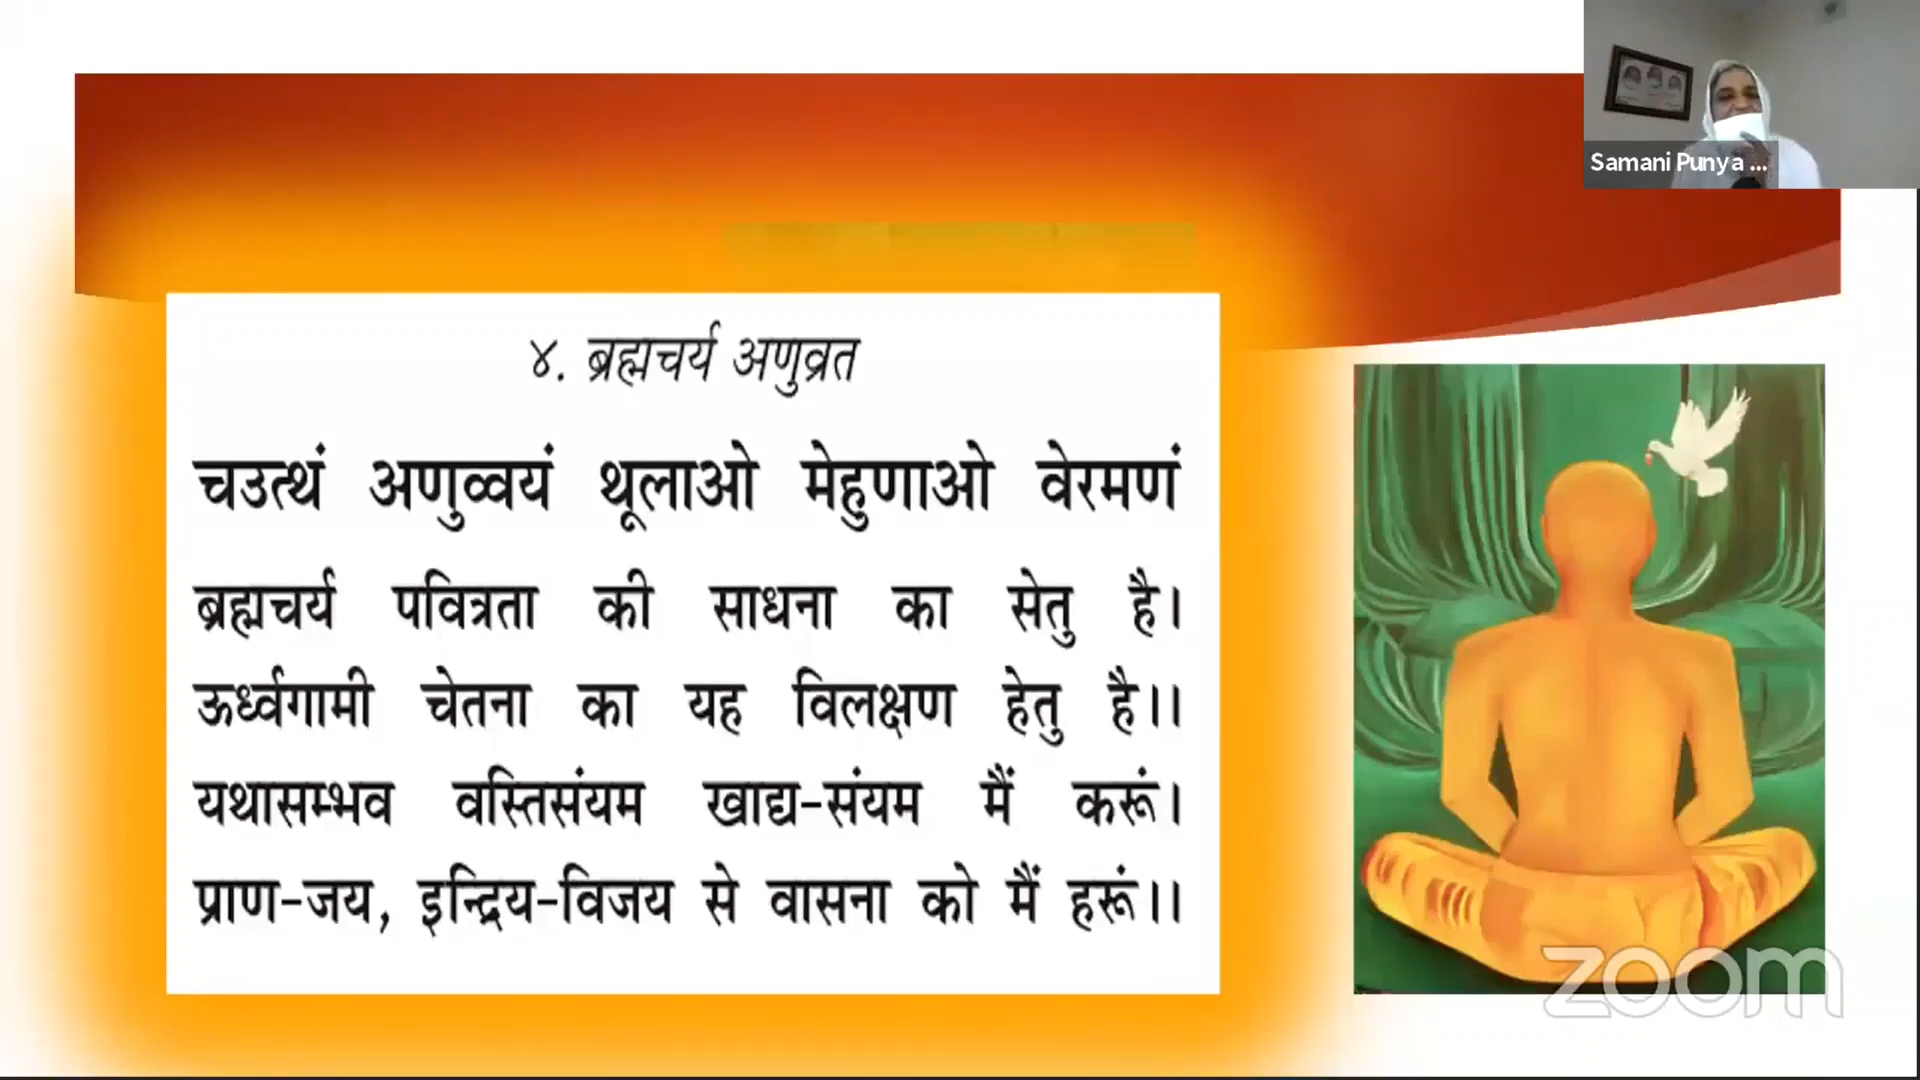 Samani Punya ...
४. ब्रह्मचर्य अणुव्रत
चउत्थं अणुव्वयं थूलाओ मेहुणाओ वेरमणं
ब्रह्मचर्य पवित्रता की साधना का सेतु है।
ऊर्ध्वगामी चेतना का यह विलक्षण हेतु है।।
यथासम्भव वस्तिसंयम खाद्य-संयम मैं करूं।
प्राण-जय, इन्द्रिय-विजय से वासना को मैं हरूं।।
zoom